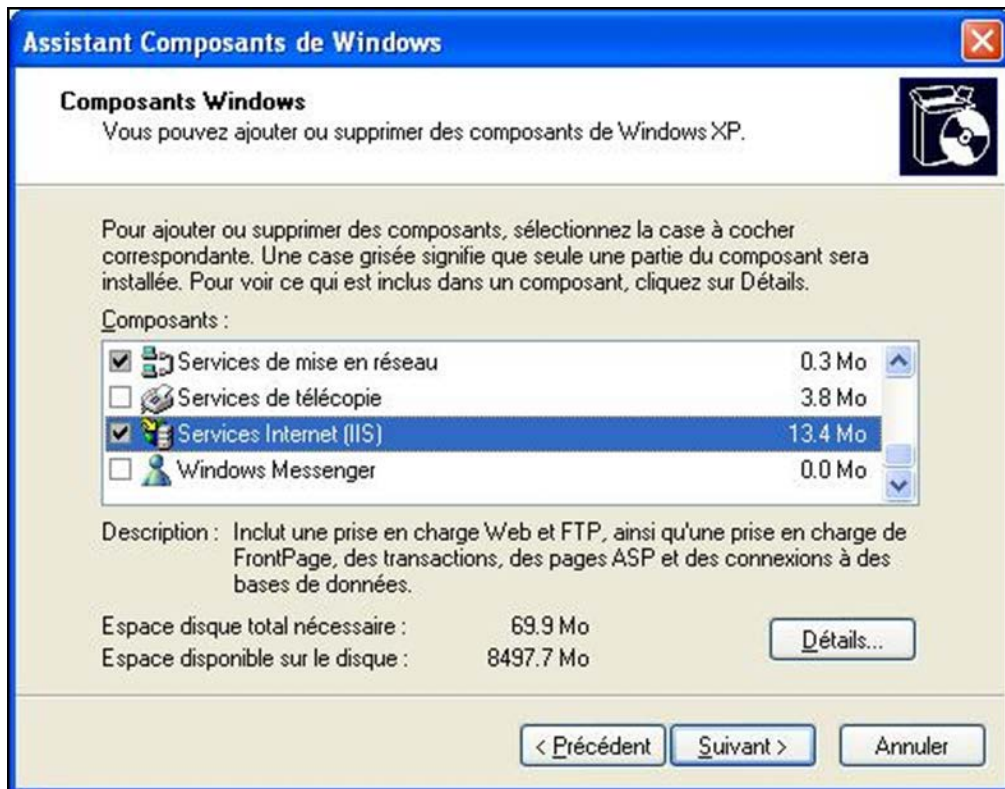 Assistant Composants de Windows
Composants Windows
Vous pouvez ajouter ou supprimer des composants de Windows XP.
Pour ajouter ou supprimer des composants, sélectionnez la case à cocher
correspondante. Une case grisée signifie que seule une partie du composant sera
installée. Pour voir ce qui est inclus dans un composant, cliquez sur Détails.
Composants :
Services de mise en réseau 0.3 Mo
Services de télécopie 3.8 Mo
Services Internet (IIS) 13.4 Mo
Windows Messenger 0.0 Mo
Description : Inclut une prise en charge Web et FTP, ainsi qu'une prise en charge de
FrontPage, des transactions, des pages ASP et des connexions à des
bases de données.
Espace disque total nécessaire : 69.9 Mo
Espace disponible sur le disque : 8497.7 Mo
Détails...
< Précédent Suivant > Annuler